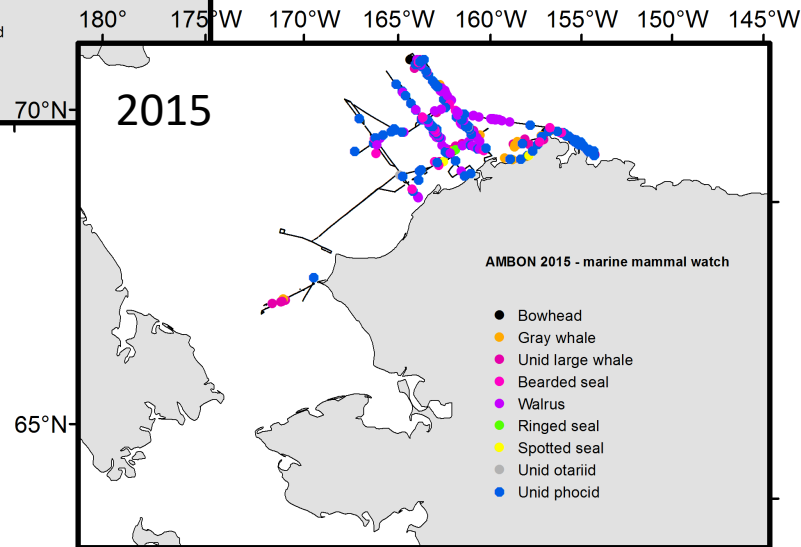 d
180° 175°W 170°W 165°W 160°W 155°W 150°W 145°W
2015
70°N
65°N
AMBON 2015 - marine mammal watch
Bowhead
Gray whale
Unid large whale
Bearded seal
Walrus
Ringed seal
Spotted seal
Unid otariid
Unid phocid